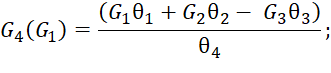 G₄(G₁) = (G₁θ₁ + G₂θ₂ − G₃θ₃) / θ₄ ;